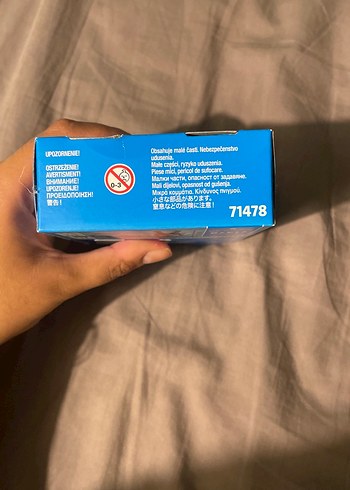 UPOZORNENIE!
OSTRZEŻENIE!
AVERTISMENT!
ВНИМАНИЕ!
UPOZORENJE!
ΠΡΟΕΙΔΟΠΟΙΗΣΗ!
警告!
0-3
Obsahuje malé časti. Nebezpečenstvo
udusenia.
Małe części, ryzyko uduszenia.
Piese mici, pericol de sufocare.
Малки части, опасност от задавяне.
Mali dijelovi, opasnost od gušenja.
Μικρά κομμάτια. Κίνδυνος πνιγμού.
小さな部品があります。
窒息などの危険に注意!
71478